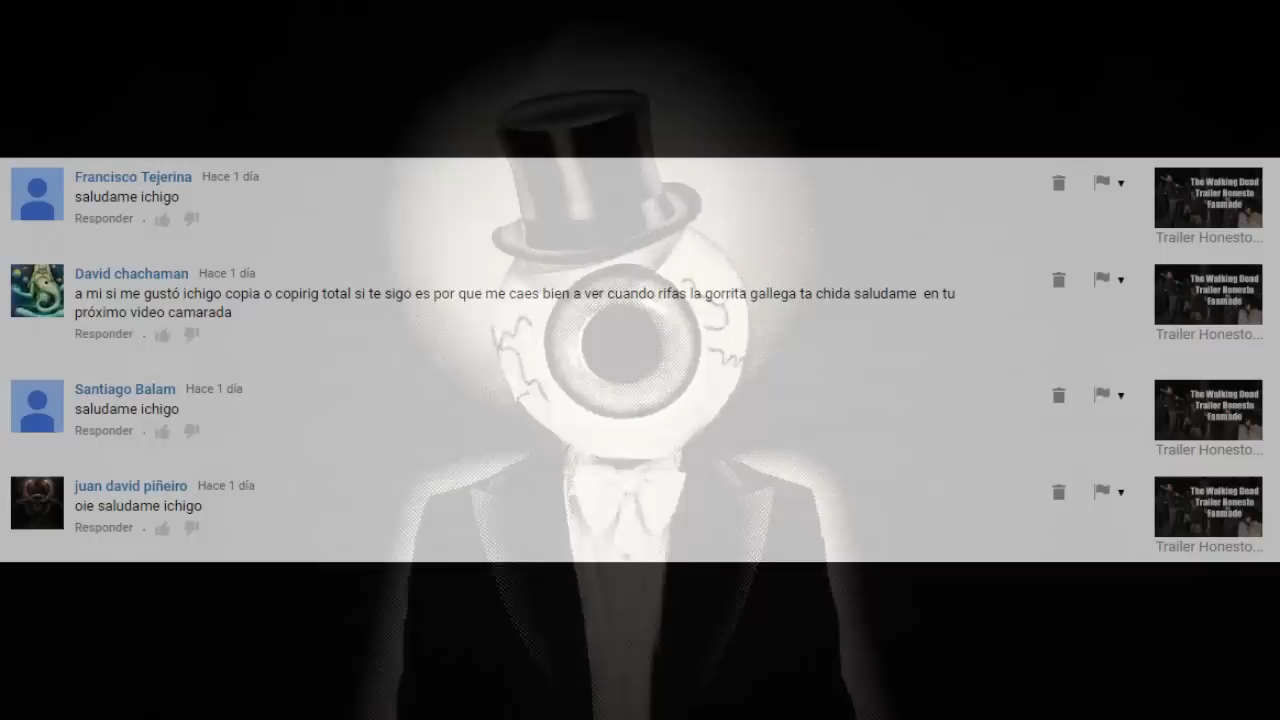 Francisco Tejerina Hace 1 día
saludame ichigo
Responder .
The Walking Dead
Trailer Honesto
Fanmade
Trailer Honesto...
David chachaman Hace 1 día
a mi si me gustó ichigo copia o copirig total si te sigo es por que me caes bien a ver cuando rifas la gorrita gallega ta chida saludame en tu
próximo video camarada
Responder .
The Walking Dead
Trailer Honesto
Fanmade
Trailer Honesto...
Santiago Balam Hace 1 día
saludame ichigo
Responder .
The Walking Dead
Trailer Honesto
Fanmade
Trailer Honesto...
juan david piñeiro Hace 1 día
oie saludame ichigo
Responder .
The Walking Dead
Trailer Honesto
Fanmade
Trailer Honesto...